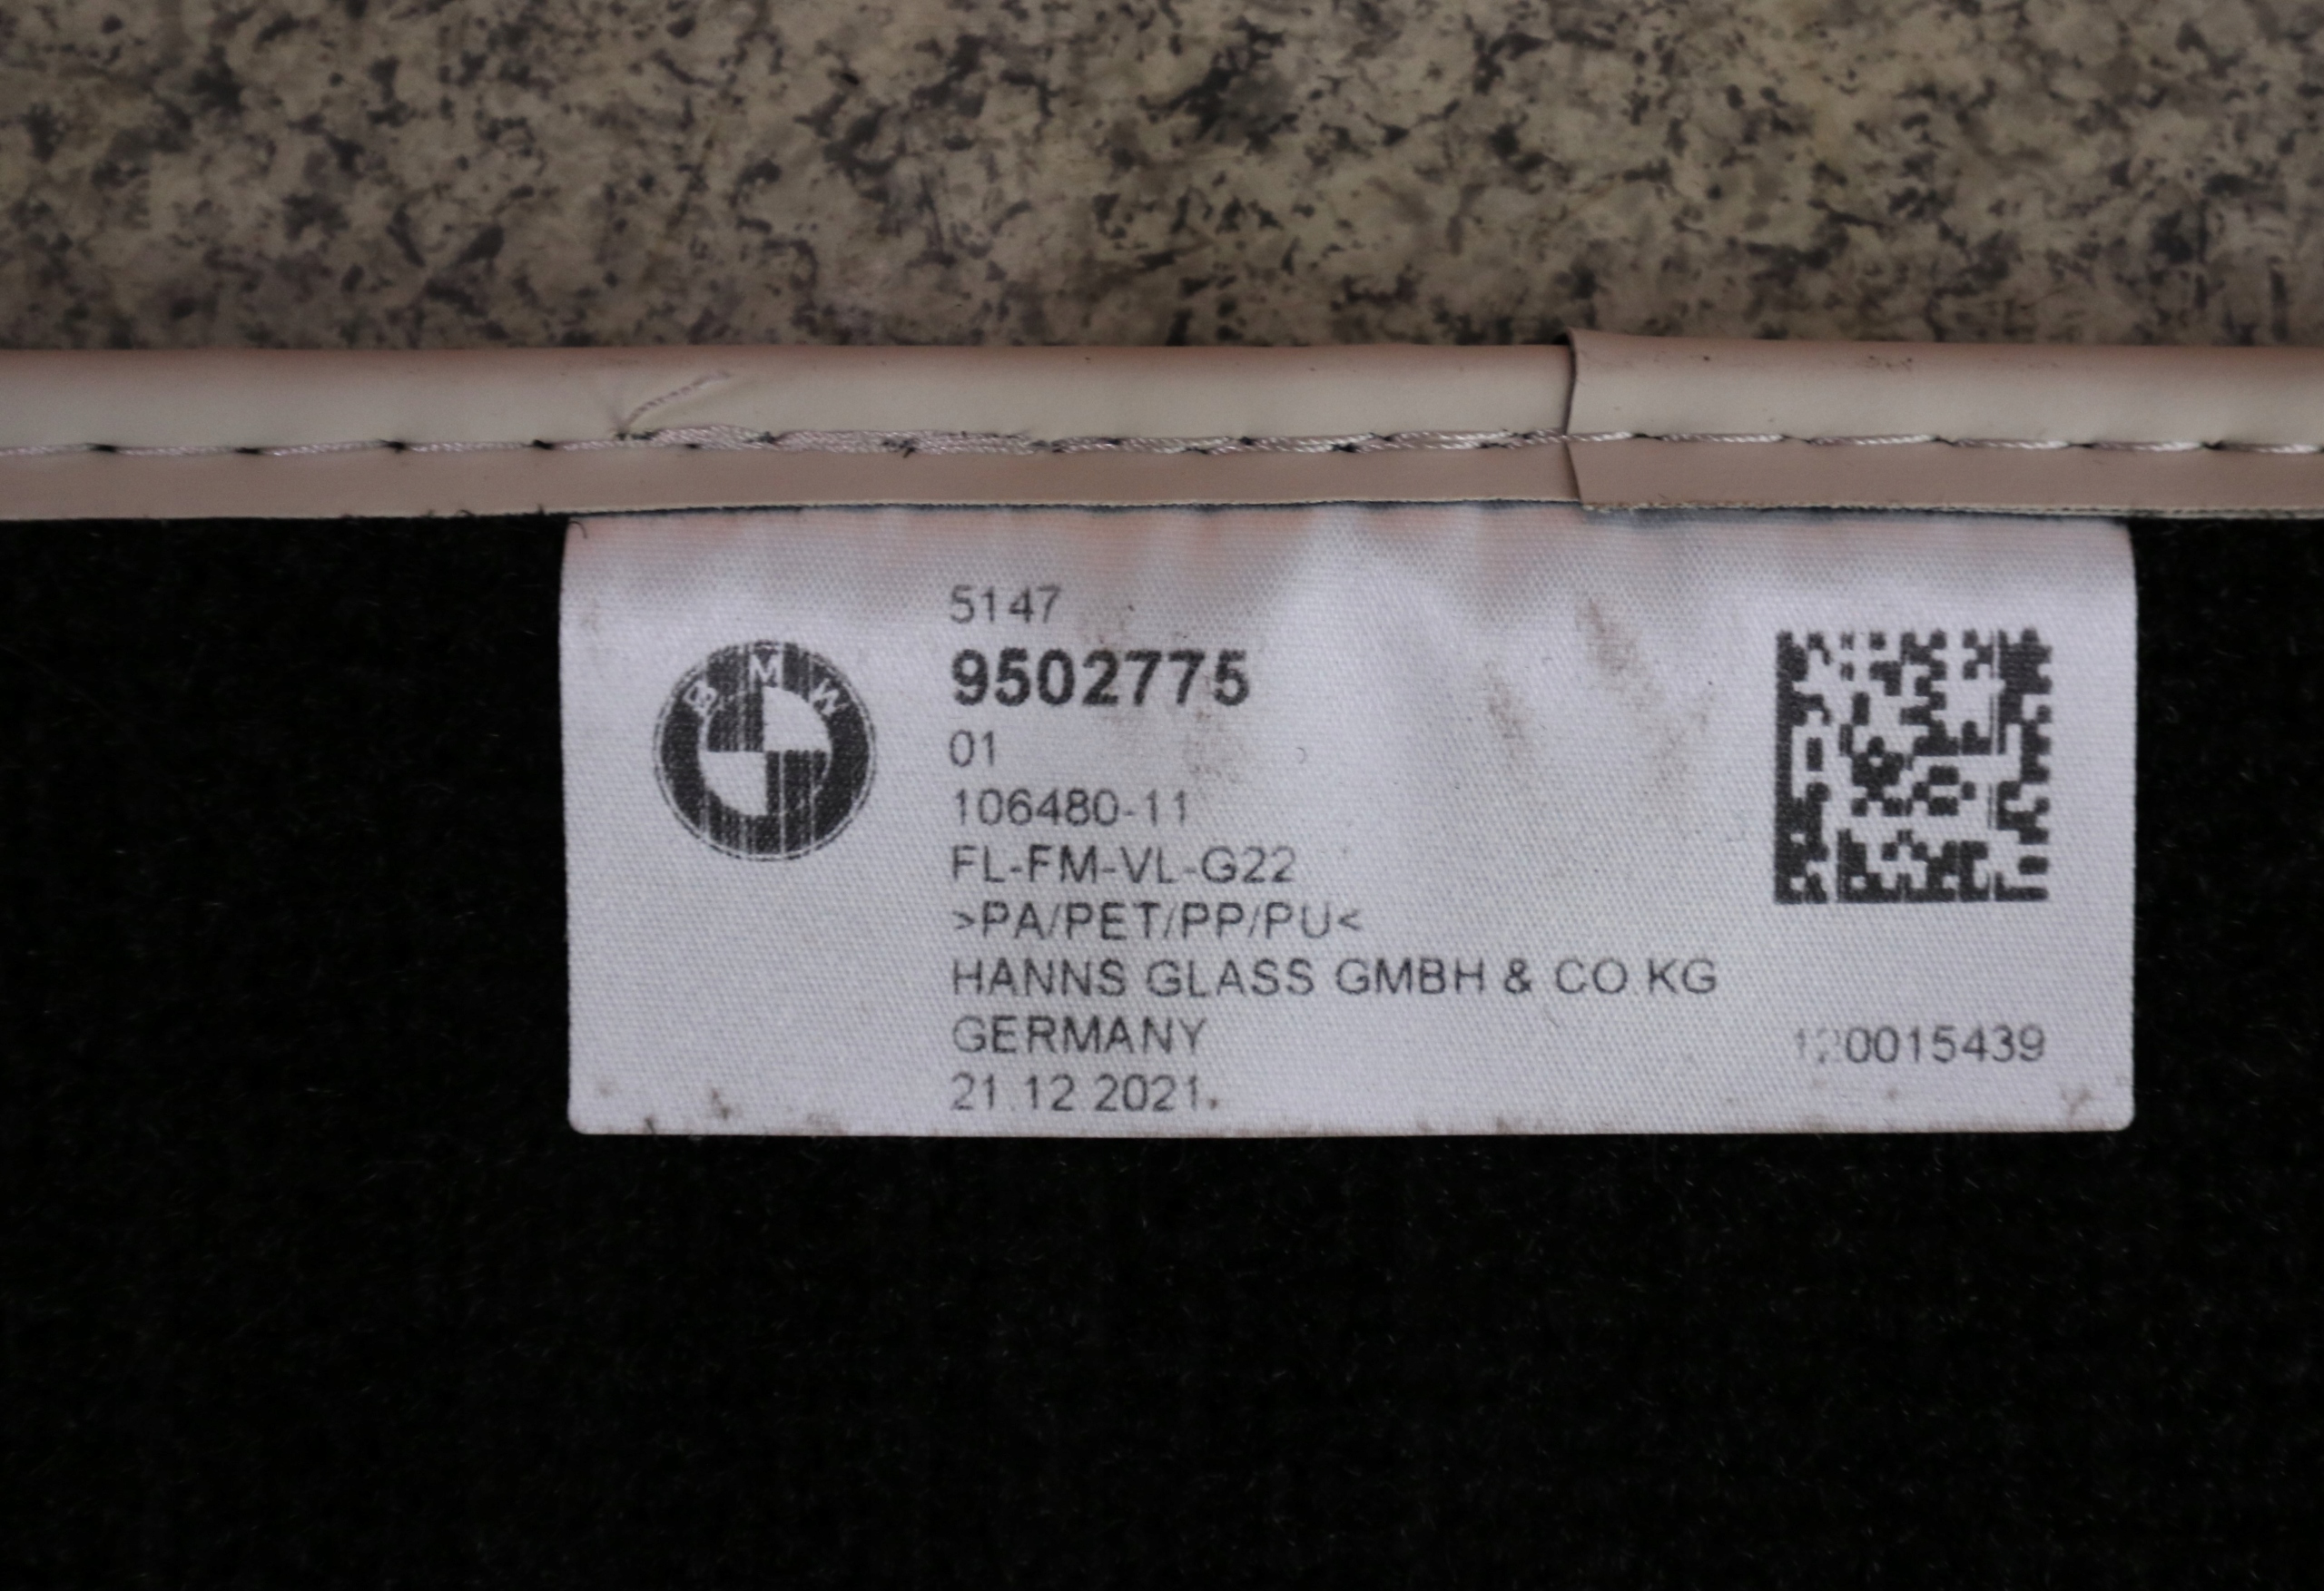 BMW
5147
9502775
01
106480-11
FL-FM-VL-G22
>PA/PET/PP/PU<
HANNS GLASS GMBH & CO KG
GERMANY
120015439
21.12.2021